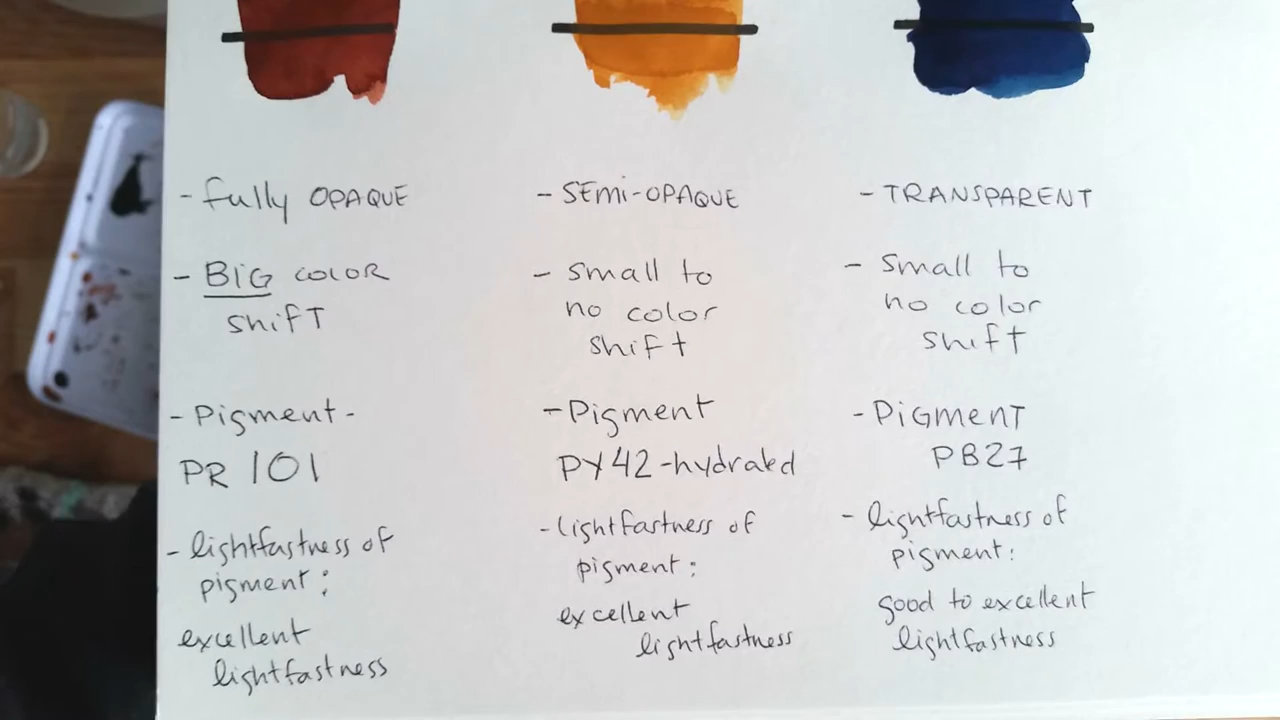 - fully OPAQUE
- BIG COLOR
shifT
- Pigment -
PR 101
- lightfastness of
pigment :
excellent
lightfastness
- SEmi-OPAQUE
- Small to
no color
shift
- Pigment
PY42-hydrated
- lightfastness of
pigment :
excellent
lightfastness
- TRANSPARENT
- Small to
no color
shift
- PiGMENT
PB27
- lightfastness of
pigment :
good to excellent
lightfastness